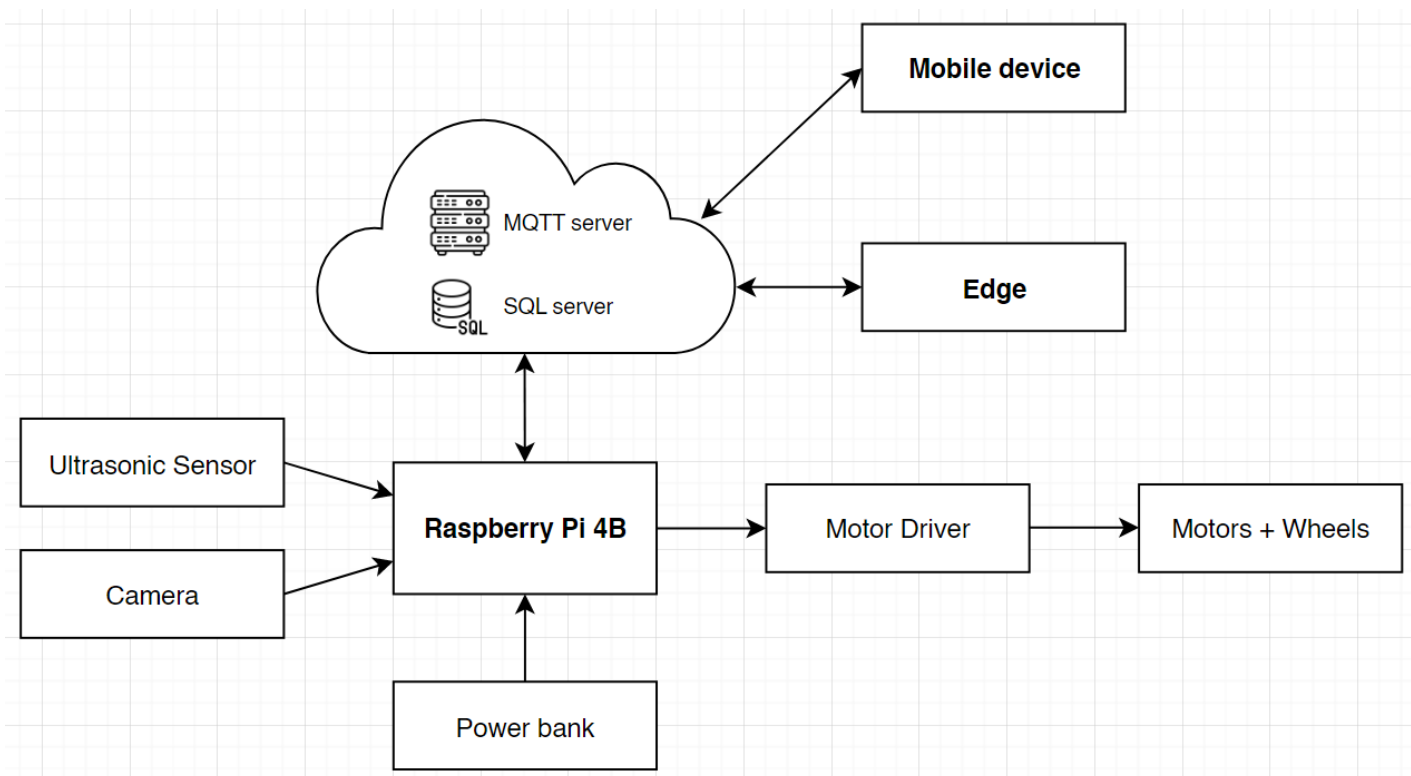 Mobile device
MQTT server
SQL server
SQL
Edge
Ultrasonic Sensor
Camera
Raspberry Pi 4B
Motor Driver
Motors + Wheels
Power bank